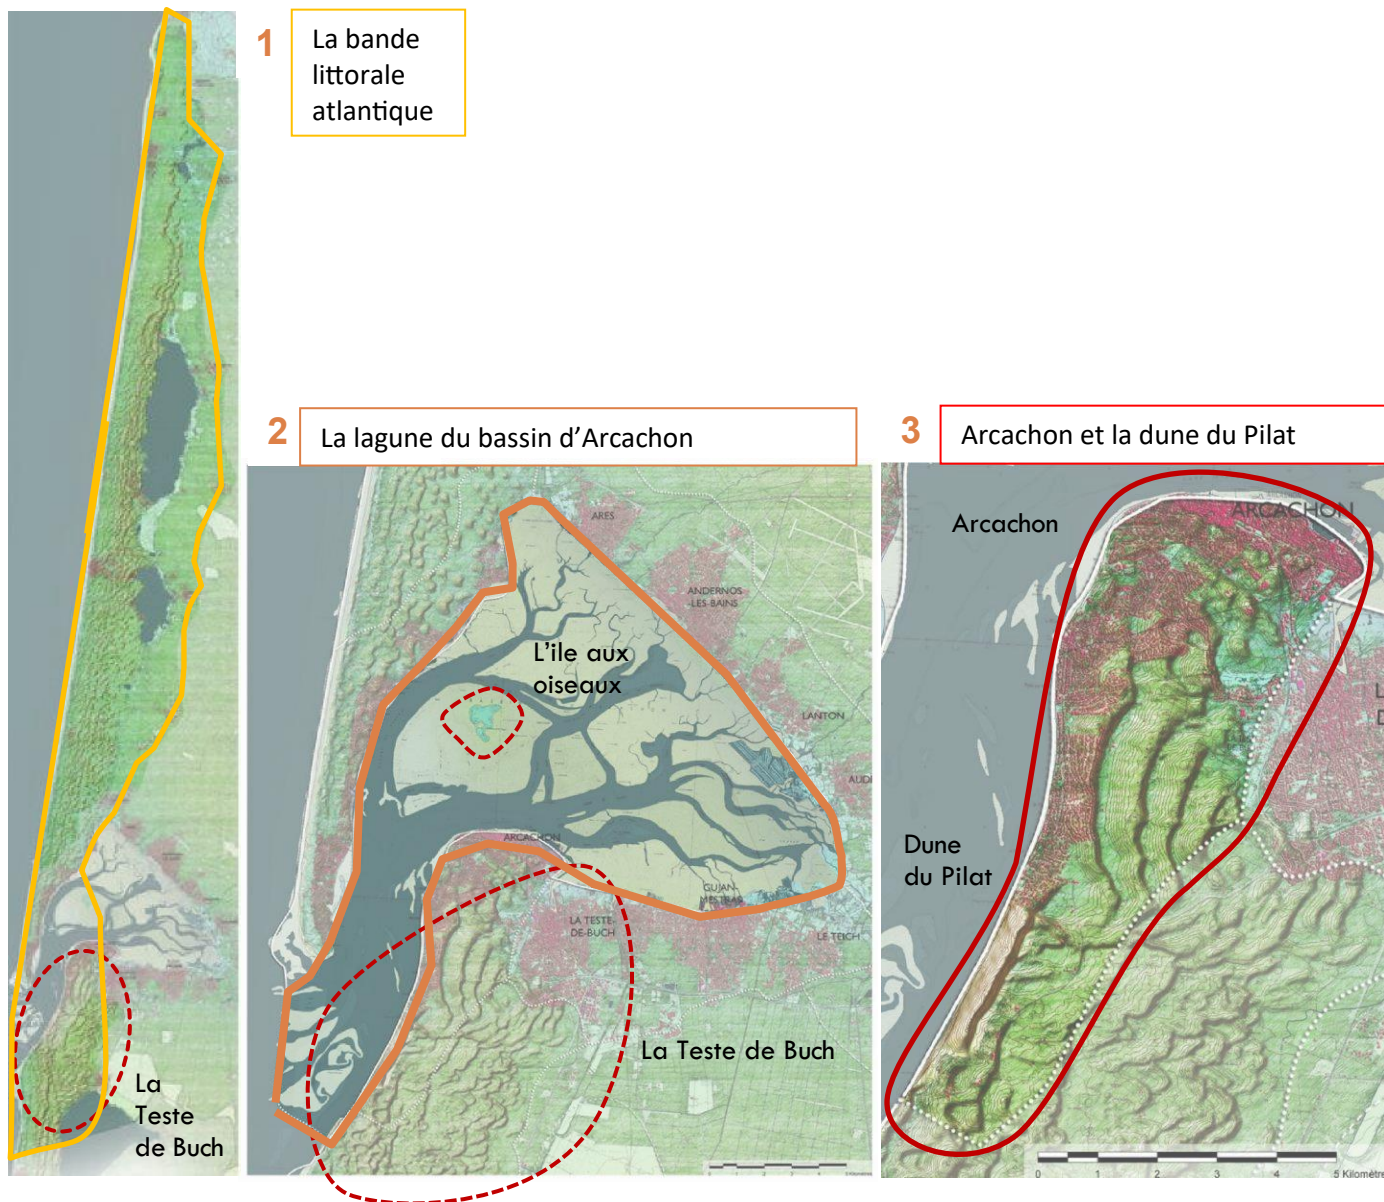 1
La bande
littorale
atlantique
La
Teste
de Buch
2
La lagune du bassin d'Arcachon
ARES
ANDERNOS
-LES-BAINS
L'ile aux
oiseaux
LANTON
ARCACHON
GUJAN-
MESTRAS
LA TESTE-
DE-BUCH
LE TEICH
La Teste de Buch
3
Arcachon et la dune du Pilat
Arcachon
ARCACHON
Dune
du Pilat
0 1 2 3 4 5 Kilomètre